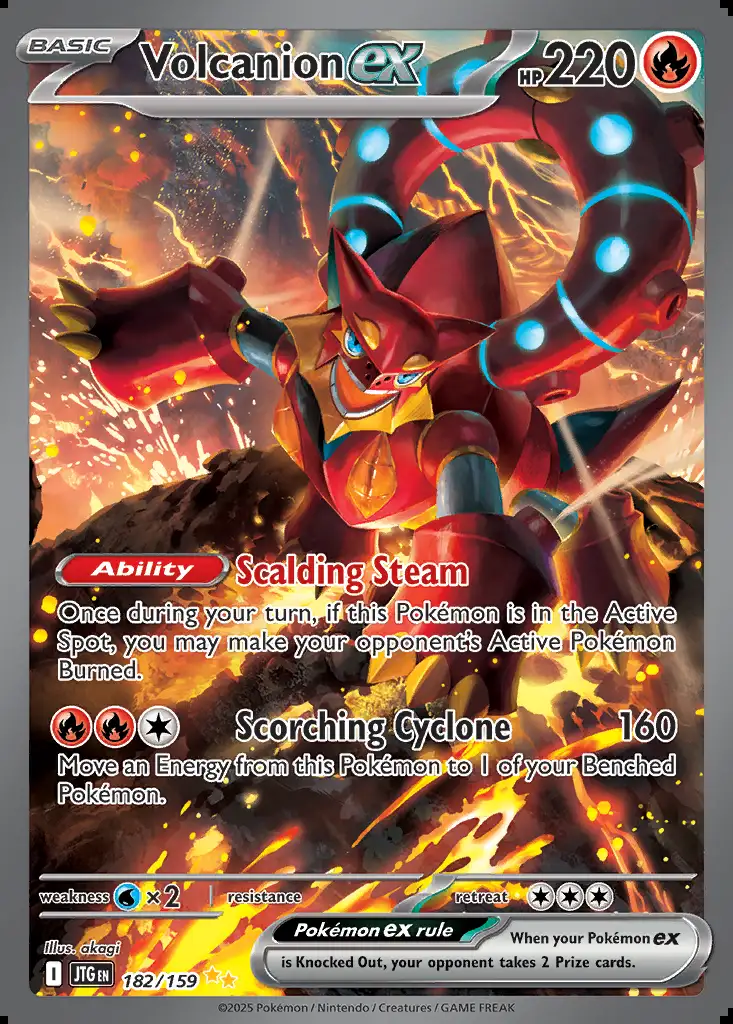 BASIC
Volcanion ex
HP 220
Ability Scalding Steam
Once during your turn, if this Pokémon is in the Active
Spot, you may make your opponent's Active Pokémon
Burned.
Scorching Cyclone 160
Move an Energy from this Pokémon to 1 of your Benched
Pokémon.
weakness ×2 resistance retreat
Illus. akagi
Pokémon ex rule
When your Pokémon ex
is Knocked Out, your opponent takes 2 Prize cards.
I JTG EN 182/159
©2025 Pokémon / Nintendo / Creatures / GAME FREAK